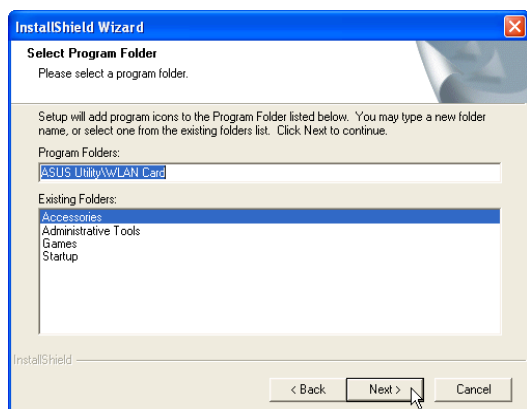 InstallShield Wizard
Select Program Folder
Please select a program folder.
Setup will add program icons to the Program Folder listed below. You may type a new folder
name, or select one from the existing folders list. Click Next to continue.
Program Folders:
ASUS Utility\WLAN Card
Existing Folders:
Accessories
Administrative Tools
Games
Startup
InstallShield
< Back
Next >
Cancel